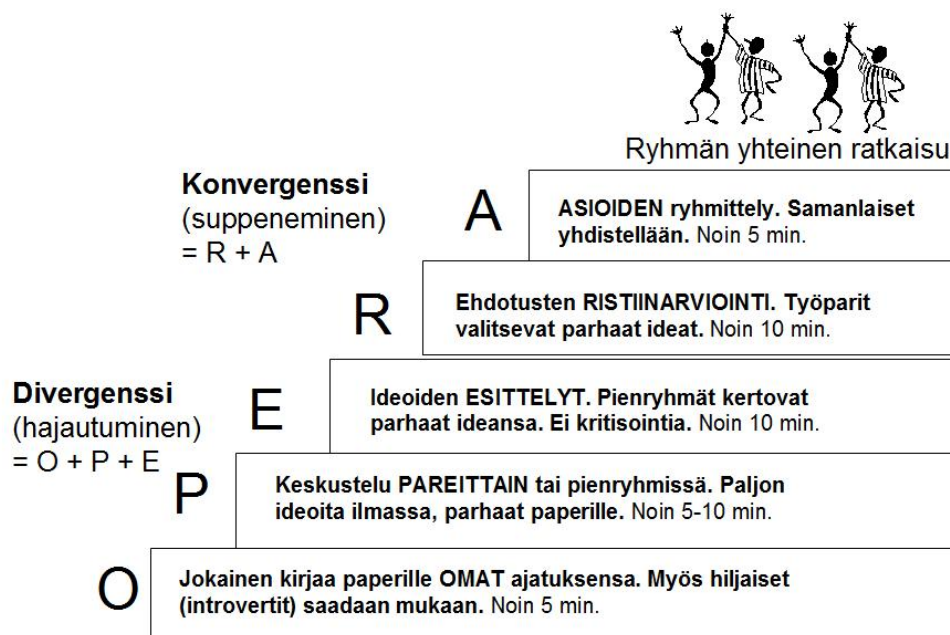 Ryhmän yhteinen ratkaisu
Konvergenssi
(suppeneminen)
= R + A
A
ASIOIDEN ryhmittely. Samanlaiset
yhdistellään. Noin 5 min.
R
Ehdotusten RISTIINARVIOINTI. Työparit
valitsevat parhaat ideat. Noin 10 min.
Divergenssi
(hajautuminen)
= O + P + E
E
Ideoiden ESITTELYT. Pienryhmät kertovat
parhaat ideansa. Ei kritisointia. Noin 10 min.
P
Keskustelu PAREITTAIN tai pienryhmissä. Paljon
ideoita ilmassa, parhaat paperille. Noin 5-10 min.
O
Jokainen kirjaa paperille OMAT ajatuksensa. Myös hiljaiset
(introvertit) saadaan mukaan. Noin 5 min.